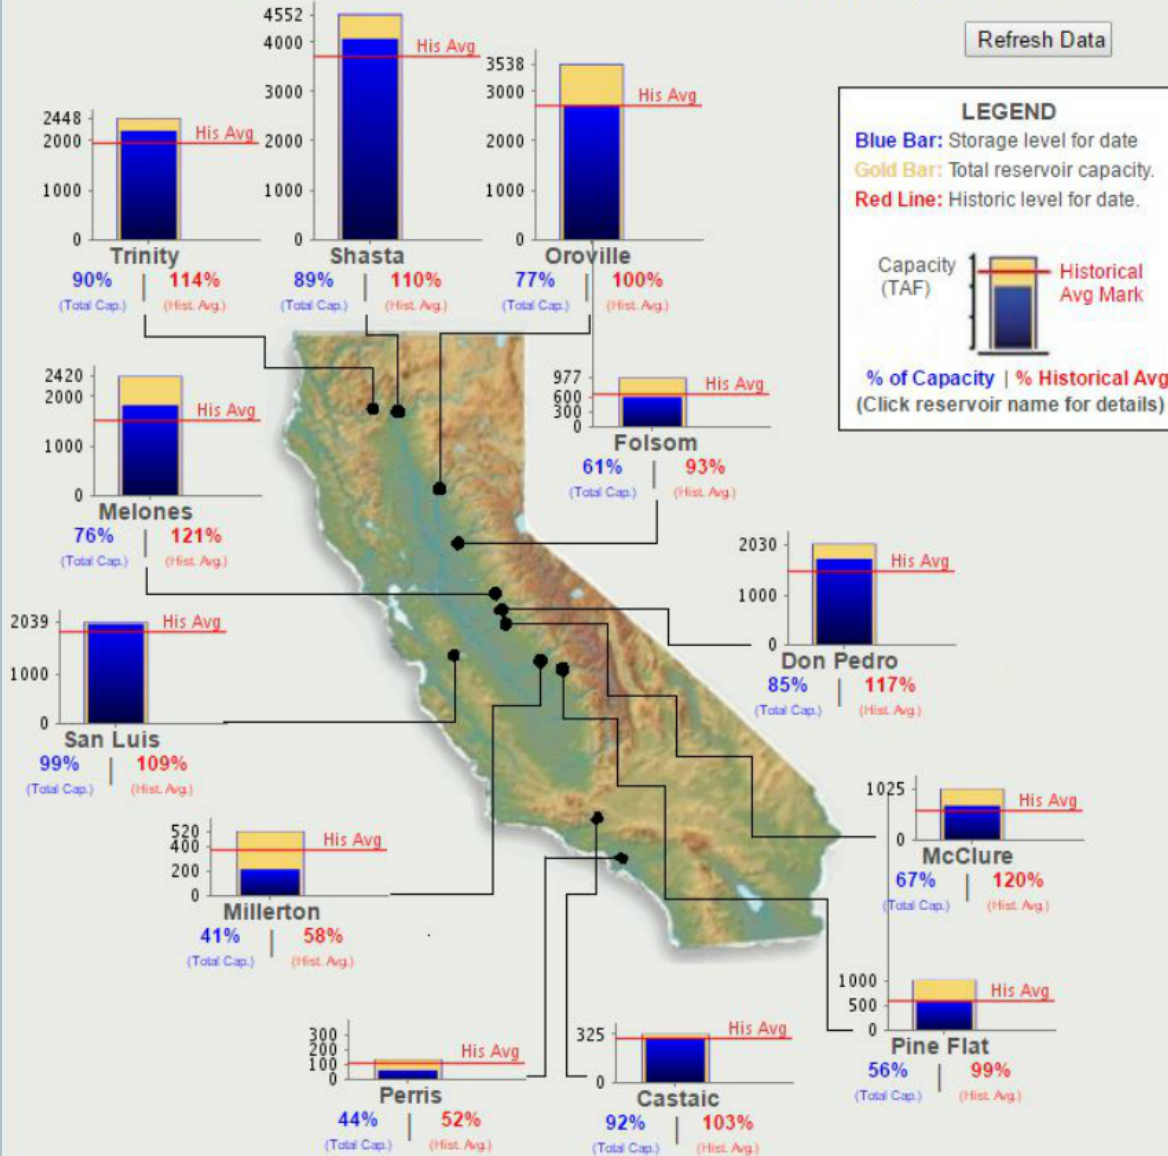 Refresh Data
4552
4000
3000
2000
1000
0
His Avg
Shasta
89% | 110%
(Total Cap.) (Hist. Avg.)
3538
3000
2000
1000
0
His Avg
Oroville
77% | 100%
(Total Cap.) (Hist. Avg.)
2448
2000
1000
0
His Avg
Trinity
90% | 114%
(Total Cap.) (Hist. Avg.)
LEGEND
Blue Bar: Storage level for date
Gold Bar: Total reservoir capacity.
Red Line: Historic level for date.
Capacity
(TAF)
Historical
Avg Mark
% of Capacity | % Historical Avg
(Click reservoir name for details)
2420
2000
1000
0
His Avg
Melones
76% | 121%
(Total Cap.) (Hist. Avg.)
977
600
300
0
His Avg
Folsom
61% | 93%
(Total Cap.) (Hist. Avg.)
2030
1000
0
His Avg
Don Pedro
85% | 117%
(Total Cap.) (Hist. Avg.)
2039
1000
0
His Avg
San Luis
99% | 109%
(Total Cap.) (Hist. Avg.)
1025
0
His Avg
McClure
67% | 120%
(Total Cap.) (Hist. Avg.)
520
400
200
0
His Avg
Millerton
41% | 58%
(Total Cap.) (Hist. Avg.)
1000
500
0
His Avg
Pine Flat
56% | 99%
(Total Cap.) (Hist. Avg.)
300
200
100
0
His Avg
Perris
44% | 52%
(Total Cap.) (Hist. Avg.)
325
0
His Avg
Castaic
92% | 103%
(Total Cap.) (Hist. Avg.)